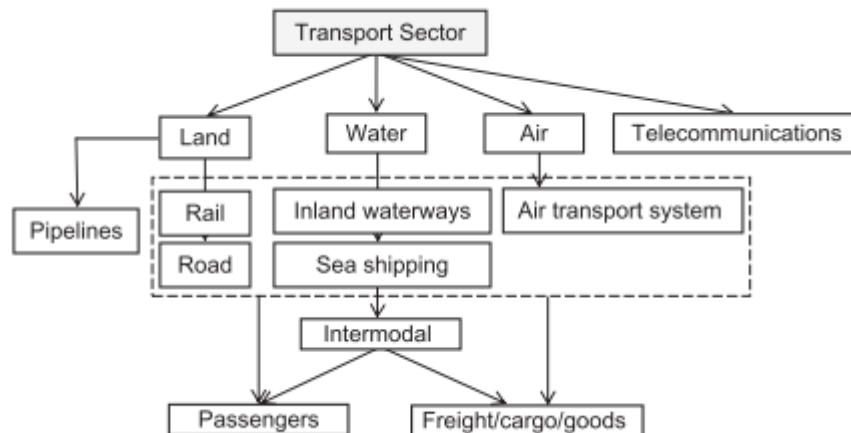 Transport Sector
Land
Water
Air
Telecommunications
Pipelines
Rail
Inland waterways
Air transport system
Road
Sea shipping
Intermodal
Passengers
Freight/cargo/goods